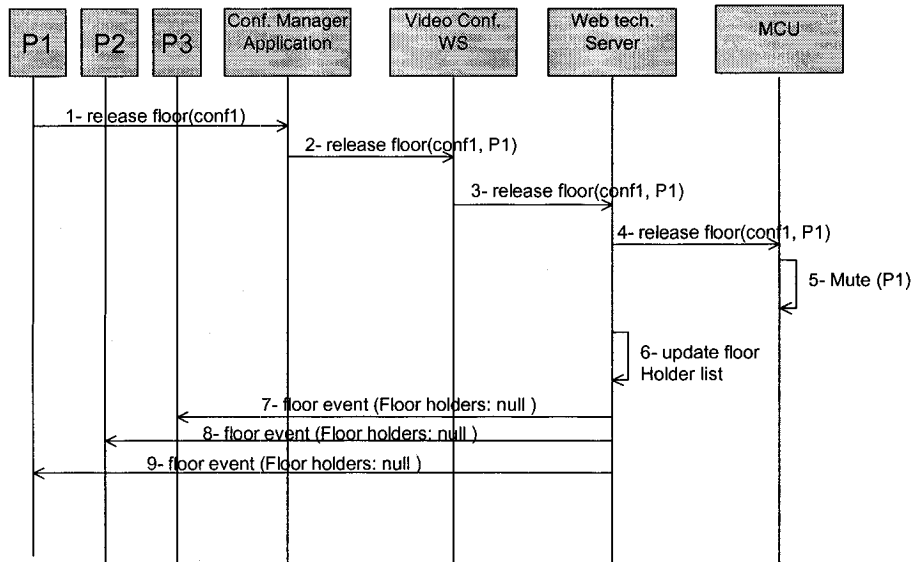 P1
P2
P3
Conf. Manager
Application
Video Conf.
WS
Web tech.
Server
MCU
1- release floor(conf1)
2- release floor(conf1, P1)
3- release floor(conf1, P1)
4- release floor(conf1, P1)
5- Mute (P1)
6- update floor
Holder list
7- floor event (Floor holders: null )
8- floor event (Floor holders: null )
9- floor event (Floor holders: null )